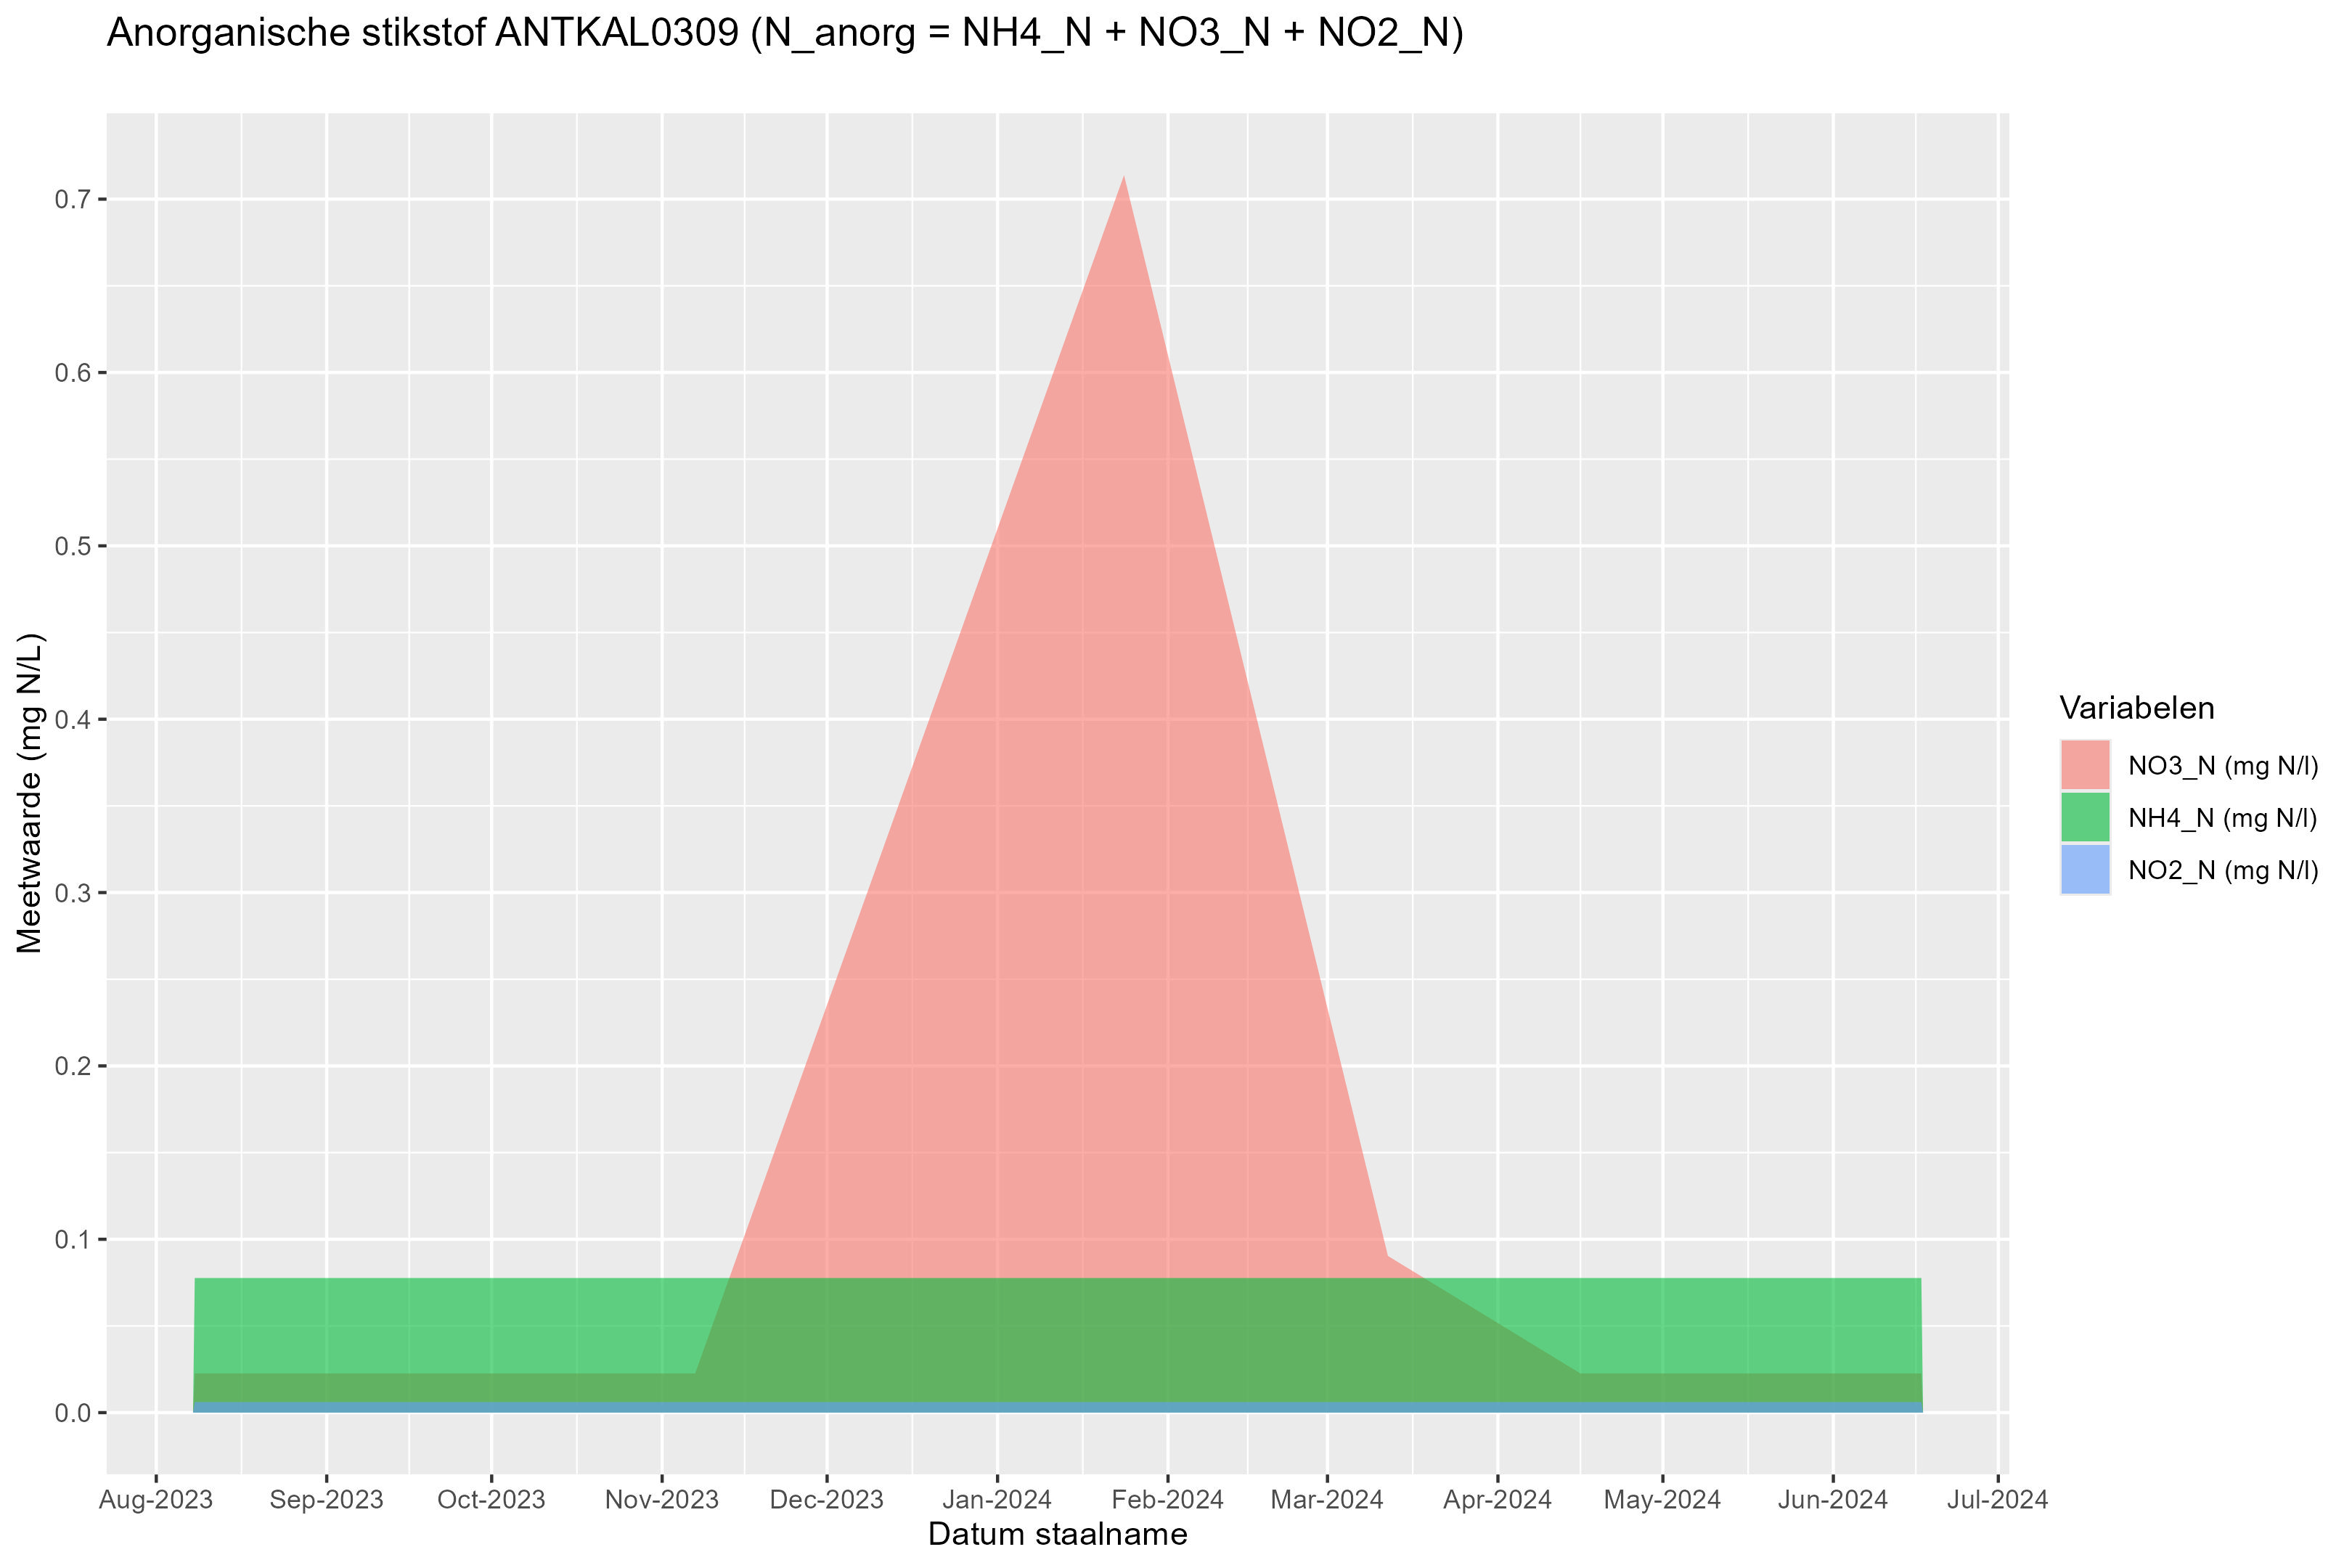 Anorganische stikstof ANTKAL0309 (N_anorg = NH4_N + NO3_N + NO2_N)
Meetwaarde (mg N/L)
0.7
0.6
0.5
0.4
0.3
0.2
0.1
0.0
Aug-2023 Sep-2023 Oct-2023 Nov-2023 Dec-2023 Jan-2024 Feb-2024 Mar-2024 Apr-2024 May-2024 Jun-2024 Jul-2024
Datum staalname
Variabelen
NO3_N (mg N/l)
NH4_N (mg N/l)
NO2_N (mg N/l)